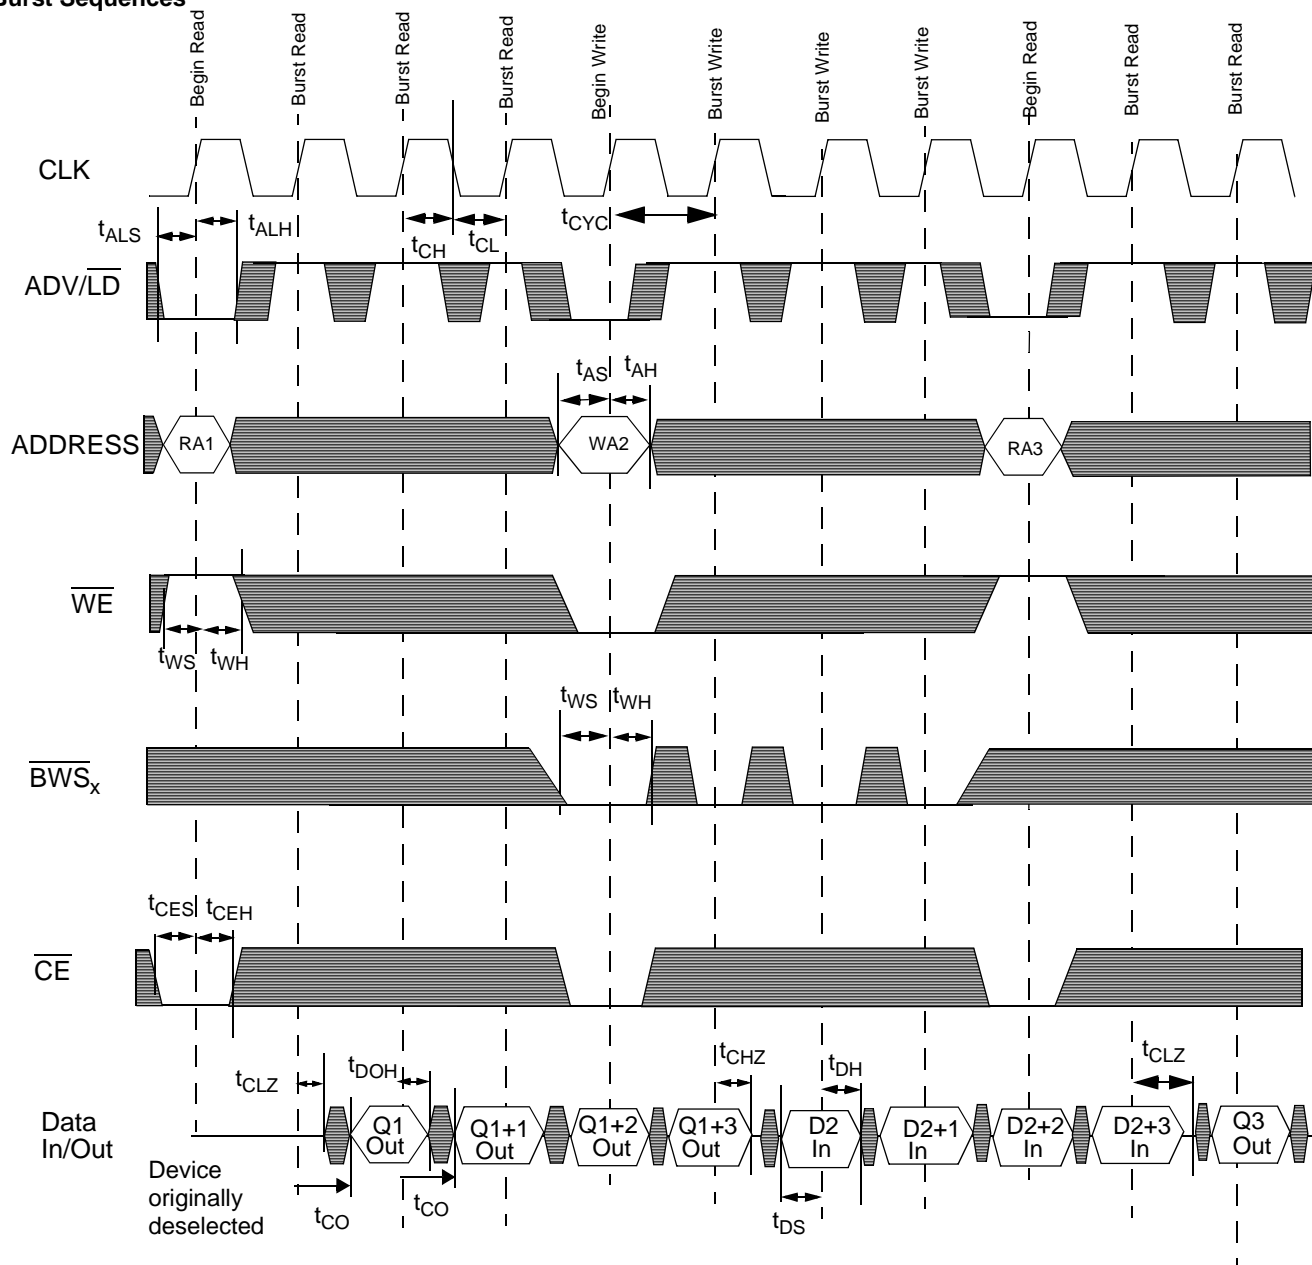 Burst Sequences
Begin Read
Burst Read
Burst Read
Burst Read
Begin Write
Burst Write
Burst Write
Burst Write
Begin Read
Burst Read
Burst Read
CLK
tALS
tALH
tCH
tCL
tCYC
ADV/LD
tAS
tAH
ADDRESS
RA1
WA2
RA3
WE
tWS
tWH
tWS
tWH
BWSx
tCES
tCEH
CE
tCLZ
tDOH
tCHZ
tDH
tCLZ
Data
In/Out
Q1
Out
Q1+1
Out
Q1+2
Out
Q1+3
Out
D2
In
D2+1
In
D2+2
In
D2+3
In
Q3
Out
Device
originally
deselected
tCO
tCO
tDS